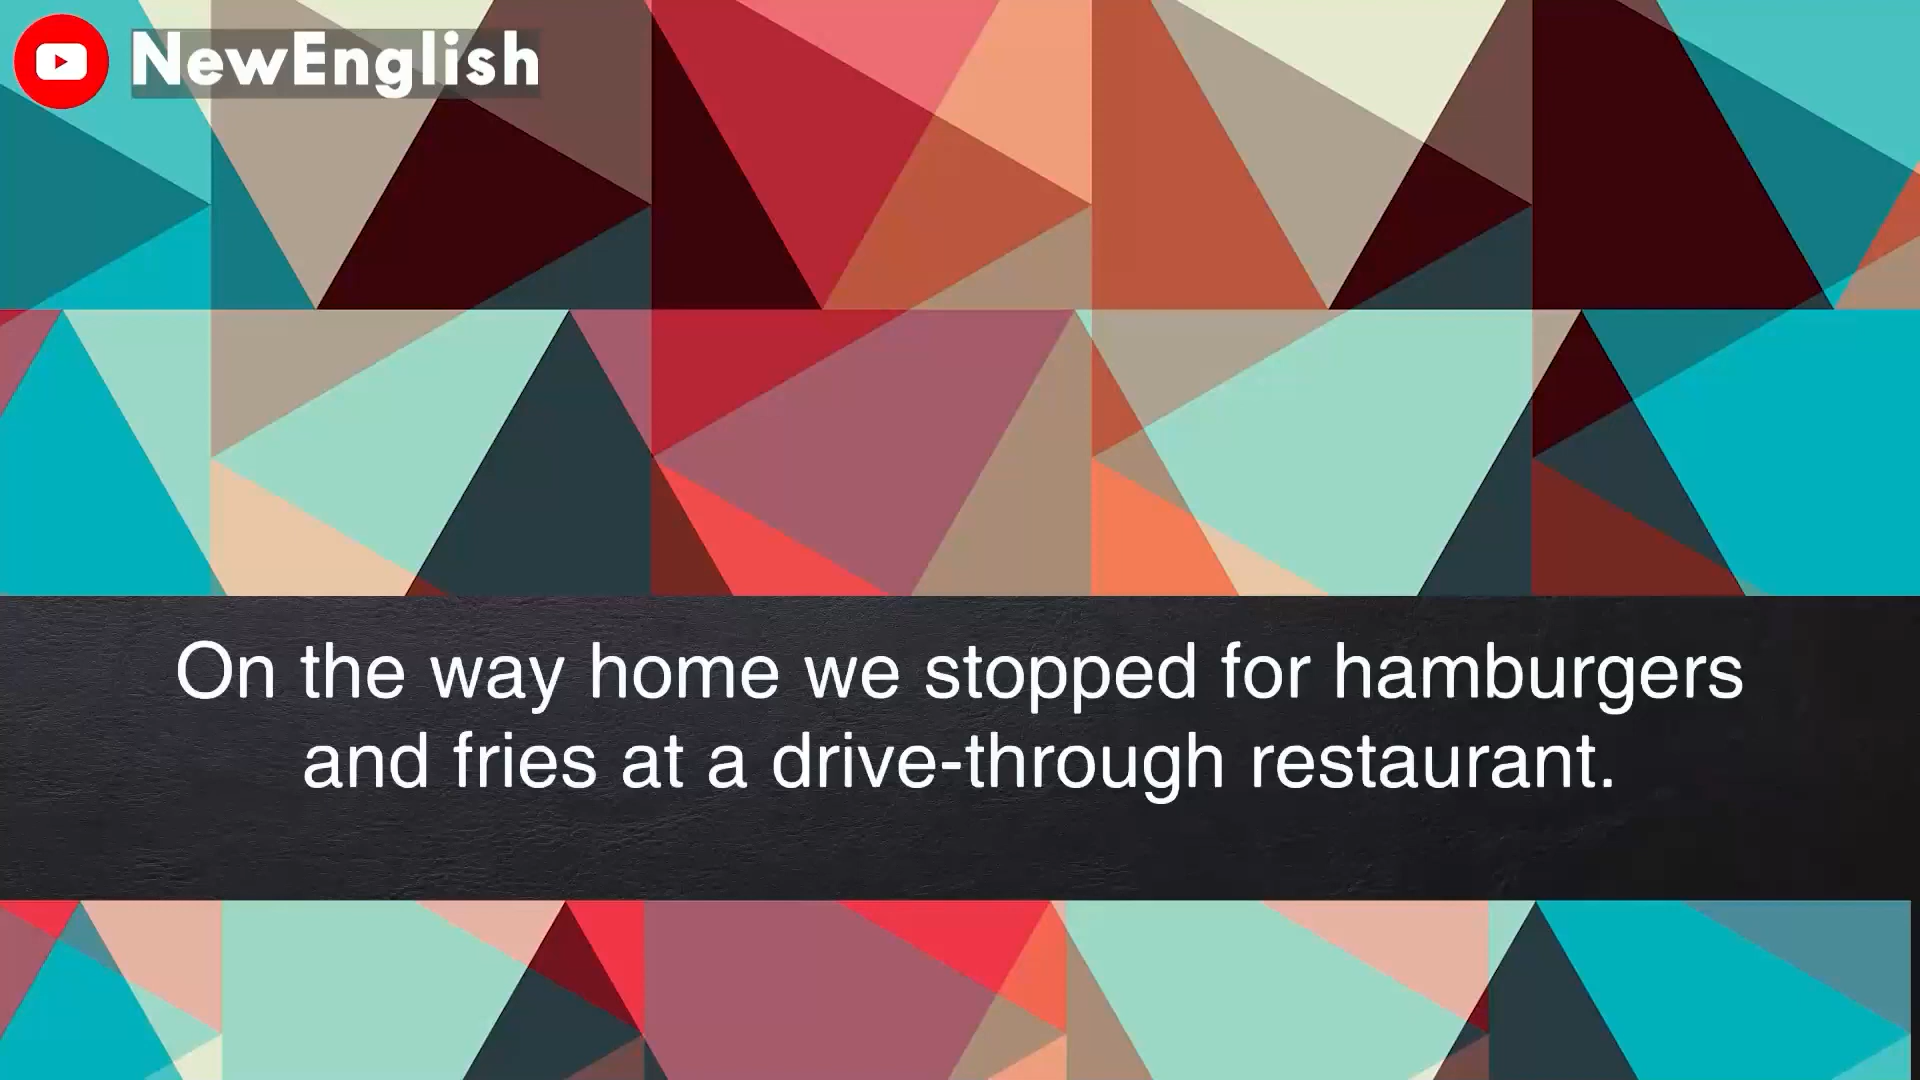 NewEnglish
On the way home we stopped for hamburgers
and fries at a drive-through restaurant.